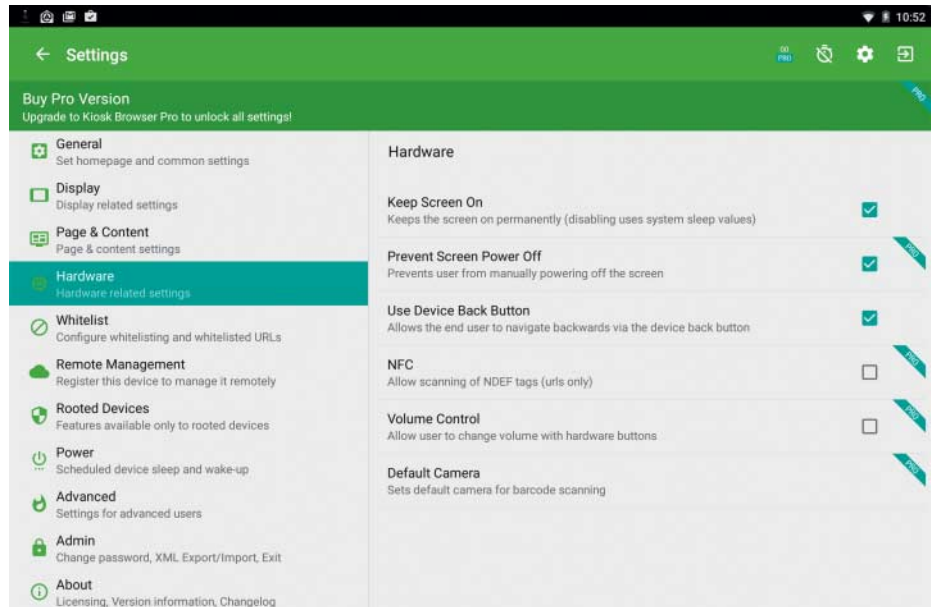 10:52
Settings
GO
PRO
Buy Pro Version
Upgrade to Kiosk Browser Pro to unlock all settings!
PRO
General
Set homepage and common settings
Display
Display related settings
Page & Content
Page & content settings
Hardware
Hardware related settings
Whitelist
Configure whitelisting and whitelisted URLs
Remote Management
Register this device to manage it remotely
Rooted Devices
Features available only to rooted devices
Power
Scheduled device sleep and wake-up
Advanced
Settings for advanced users
Admin
Change password, XML Export/Import, Exit
About
Licensing, Version information, Changelog
Hardware
Keep Screen On
Keeps the screen on permanently (disabling uses system sleep values)
Prevent Screen Power Off
Prevents user from manually powering off the screen
PRO
Use Device Back Button
Allows the end user to navigate backwards via the device back button
NFC
Allow scanning of NDEF tags (urls only)
PRO
Volume Control
Allow user to change volume with hardware buttons
PRO
Default Camera
Sets default camera for barcode scanning
PRO